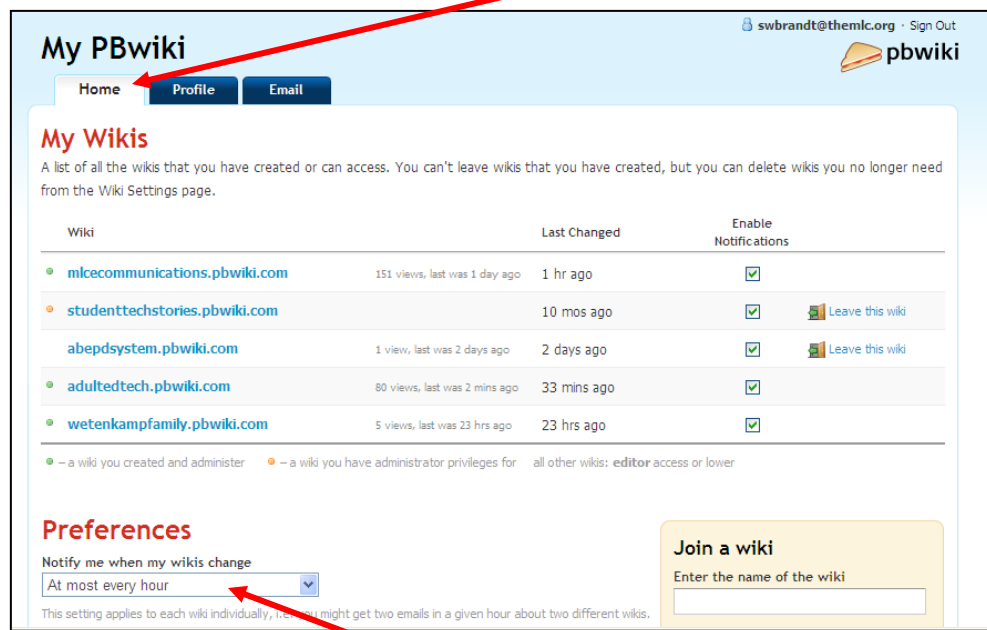 swbrandt@themlc.org · Sign Out
My PBwiki
pbwiki
Home Profile Email
My Wikis
A list of all the wikis that you have created or can access. You can't leave wikis that you have created, but you can delete wikis you no longer need
from the Wiki Settings page.
Wiki Last Changed Enable Notifications
mlcecommunications.pbwiki.com 151 views, last was 1 day ago 1 hr ago
studenttechstories.pbwiki.com 10 mos ago Leave this wiki
abepdsystem.pbwiki.com 1 view, last was 2 days ago 2 days ago Leave this wiki
adultedtech.pbwiki.com 80 views, last was 2 mins ago 33 mins ago
wetenkampfamily.pbwiki.com 5 views, last was 23 hrs ago 23 hrs ago
– a wiki you created and administer – a wiki you have administrator privileges for all other wikis: editor access or lower
Preferences
Notify me when my wikis change
At most every hour
This setting applies to each wiki individually, you might get two emails in a given hour about two different wikis.
Join a wiki
Enter the name of the wiki